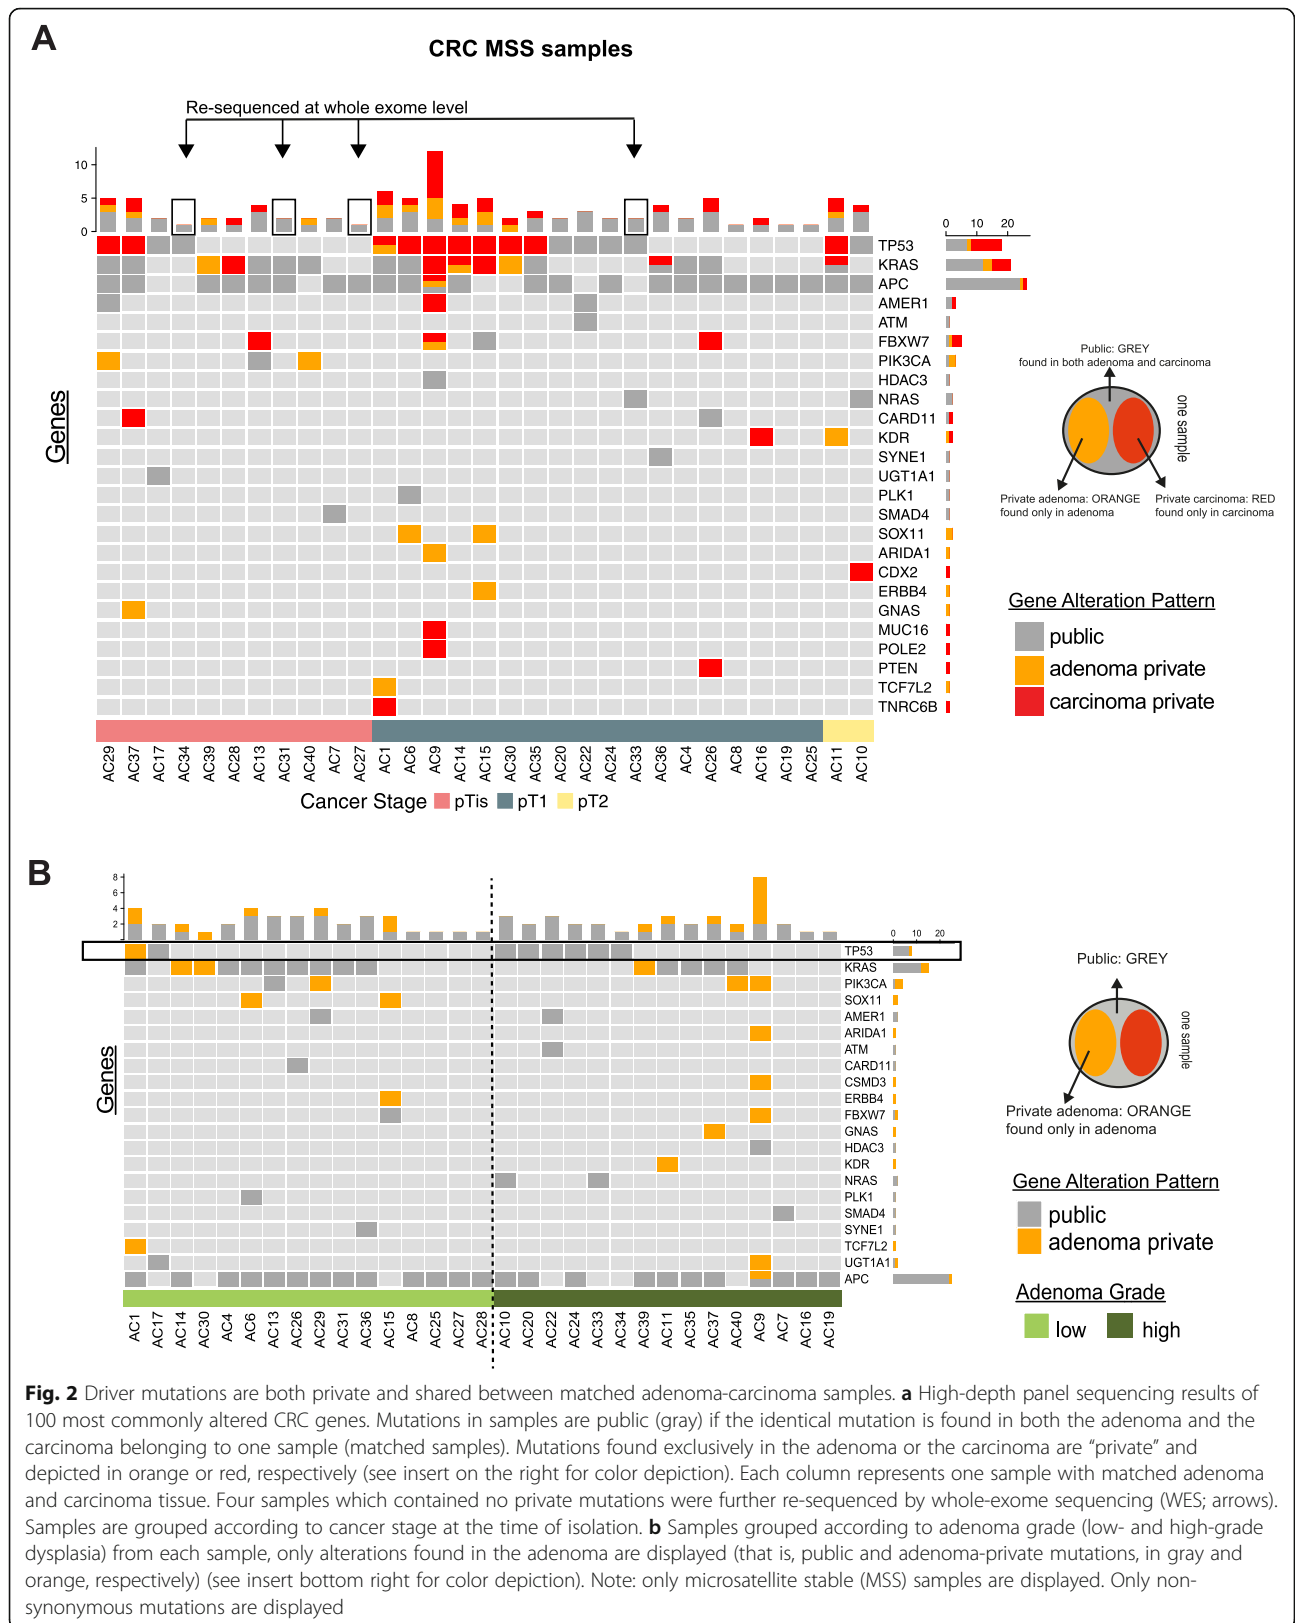 A
CRC MSS samples
Re-sequenced at whole exome level
10
5
0
0 10 20
Genes
TP53
KRAS
APC
AMER1
ATM
FBXW7
PIK3CA
HDAC3
NRAS
CARD11
KDR
SYNE1
UGT1A1
PLK1
SMAD4
SOX11
ARIDA1
CDX2
ERBB4
GNAS
MUC16
POLE2
PTEN
TCF7L2
TNRC6B
Public: GREY
found in both adenoma and carcinoma
one sample
Private adenoma: ORANGE
found only in adenoma
Private carcinoma: RED
found only in carcinoma
Gene Alteration Pattern
public
adenoma private
carcinoma private
AC29 AC37 AC17 AC34 AC39 AC28 AC13 AC31 AC40 AC7 AC27 AC1 AC6 AC9 AC14 AC15 AC30 AC35 AC20 AC22 AC24 AC33 AC36 AC4 AC26 AC8 AC16 AC19 AC25 AC11 AC10
Cancer Stage pTis pT1 pT2
B
8
6
4
2
0 10 20
Genes
TP53
KRAS
PIK3CA
SOX11
AMER1
ARIDA1
ATM
CARD11
CSMD3
ERBB4
FBXW7
GNAS
HDAC3
KDR
NRAS
PLK1
SMAD4
SYNE1
TCF7L2
UGT1A1
APC
Public: GREY
one sample
Private adenoma: ORANGE
found only in adenoma
Gene Alteration Pattern
public
adenoma private
Adenoma Grade
low high
AC1 AC17 AC14 AC30 AC4 AC6 AC13 AC26 AC29 AC31 AC36 AC15 AC8 AC25 AC27 AC28 AC10 AC20 AC22 AC24 AC33 AC34 AC39 AC11 AC35 AC37 AC40 AC9 AC7 AC16 AC19
Fig. 2 Driver mutations are both private and shared between matched adenoma-carcinoma samples. a High-depth panel sequencing results of
100 most commonly altered CRC genes. Mutations in samples are public (gray) if the identical mutation is found in both the adenoma and the
carcinoma belonging to one sample (matched samples). Mutations found exclusively in the adenoma or the carcinoma are “private” and
depicted in orange or red, respectively (see insert on the right for color depiction). Each column represents one sample with matched adenoma
and carcinoma tissue. Four samples which contained no private mutations were further re-sequenced by whole-exome sequencing (WES; arrows).
Samples are grouped according to cancer stage at the time of isolation. b Samples grouped according to adenoma grade (low- and high-grade
dysplasia) from each sample, only alterations found in the adenoma are displayed (that is, public and adenoma-private mutations, in gray and
orange, respectively) (see insert bottom right for color depiction). Note: only microsatellite stable (MSS) samples are displayed. Only non-
synonymous mutations are displayed